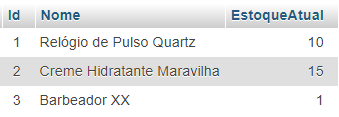 Id Nome EstoqueAtual
1 Relógio de Pulso Quartz 10
2 Creme Hidratante Maravilha 15
3 Barbeador XX 1